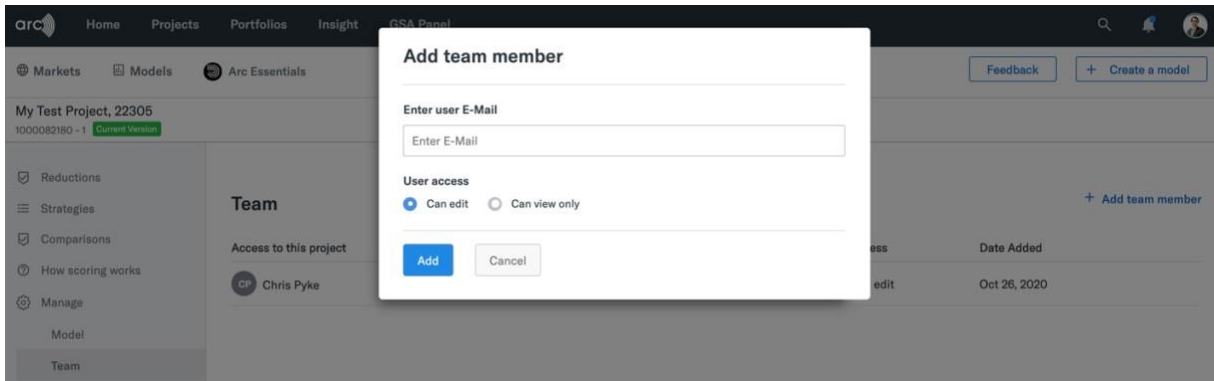 arc Home Projects Portfolios Insight GSA Panel
Markets Models Arc Essentials Feedback + Create a model
My Test Project, 22305
1000082180 - 1 Current Version
Add team member
Enter user E-Mail
Enter E-Mail
User access
Can edit Can view only
Add Cancel
Reductions
Strategies
Comparisons
How scoring works
Manage
Model
Team
Team + Add team member
Access to this project ess Date Added
CP Chris Pyke edit Oct 26, 2020